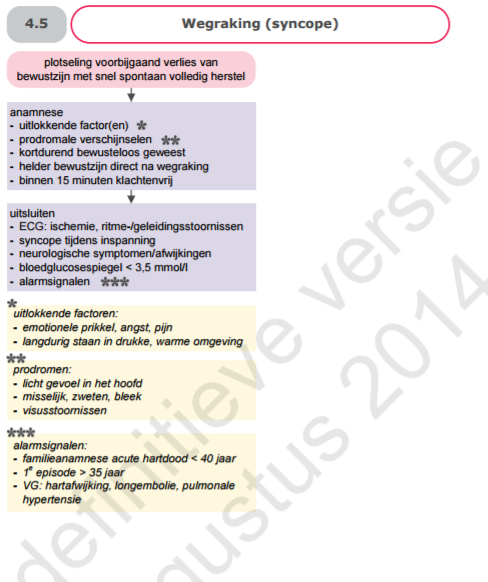 4.5
Wegraking (syncope)
plotseling voorbijgaand verlies van
bewustzijn met snel spontaan volledig herstel
anamnese
- uitlokkende factor(en) *
- prodromale verschijnselen **
- kortdurend bewusteloos geweest
- helder bewustzijn direct na wegraking
- binnen 15 minuten klachtenvrij
uitsluiten
- ECG: ischemie, ritme-/geleidingsstoornissen
- syncope tijdens inspanning
- neurologische symptomen/afwijkingen
- bloedglucosespiegel < 3,5 mmol/l
- alarmsignalen ***
*
uitlokkende factoren:
- emotionele prikkel, angst, pijn
- langdurig staan in drukke, warme omgeving
**
prodromen:
- licht gevoel in het hoofd
- misselijk, zweten, bleek
- visusstoornissen
***
alarmsignalen:
- familieanamnese acute hartdood < 40 jaar
- 1e episode > 35 jaar
- VG: hartafwijking, longembolie, pulmonale
hypertensie
definitieve versie
augustus 2014